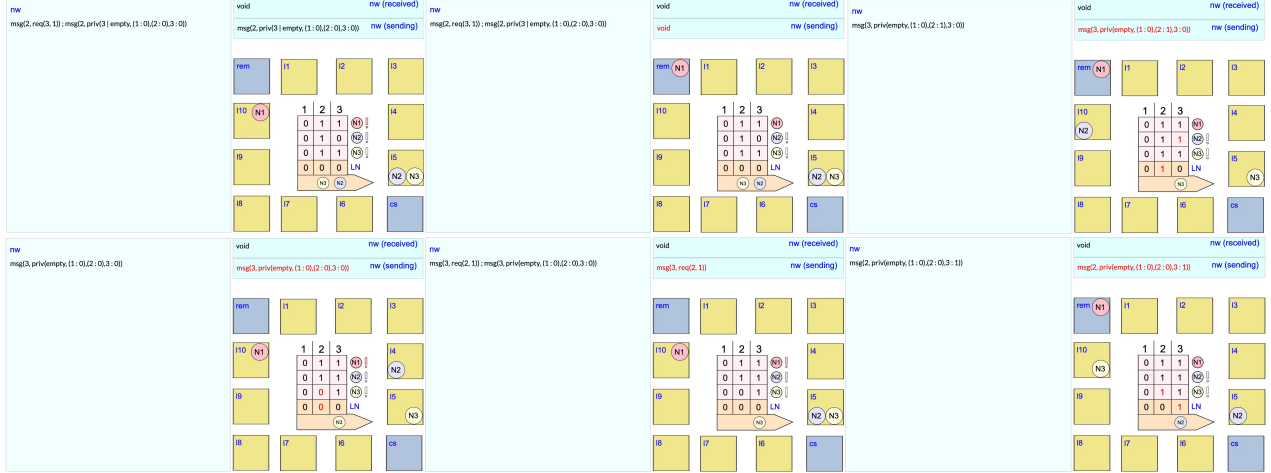 nw
msg(2, req(3, 1)) ; msg(2, priv(3 | empty, (1 : 0),(2 : 0),3 : 0))
void
nw (received)
msg(2, priv(3 | empty, (1 : 0),(2 : 0),3 : 0))
nw (sending)
rem l1 l2 l3
l10 N1
1 2 3
l4
0 1 1 N1
0 1 0 N2
0 1 1 N3
l9 l5
0 0 0 LN
N2 N3
N3 N2
l8 l7 l6 cs
nw
msg(2, req(3, 1)) ; msg(2, priv(3 | empty, (1 : 0),(2 : 0),3 : 0))
void
nw (received)
void
nw (sending)
rem N1 l1 l2 l3
l10
1 2 3
l4
0 1 1 N1
0 1 0 N2
0 1 1 N3
l9 l5
0 0 0 LN
N2 N3
N3 N2
l8 l7 l6 cs
nw
msg(3, priv(empty, (1 : 0),(2 : 1),3 : 0))
void
nw (received)
msg(3, priv(empty, (1 : 0),(2 : 1),3 : 0))
nw (sending)
rem N1 l1 l2 l3
l10
1 2 3
l4
0 1 1 N1
N2
0 1 1 N2
0 1 1 N3
l9 l5
0 1 0 LN
N3
N3
l8 l7 l6 cs
nw
msg(3, priv(empty, (1 : 0),(2 : 0),3 : 0))
void
nw (received)
msg(3, priv(empty, (1 : 0),(2 : 0),3 : 0))
nw (sending)
rem l1 l2 l3
l10 N1
1 2 3
l4
0 1 1 N1
N2
0 1 1 N2
0 0 1 N3
l9 l5
0 0 0 LN
N3
N3
l8 l7 l6 cs
nw
msg(3, req(2, 1)) ; msg(3, priv(empty, (1 : 0),(2 : 0),3 : 0))
void
nw (received)
msg(3, req(2, 1))
nw (sending)
rem l1 l2 l3
l10 N1
1 2 3
l4
0 1 1 N1
0 1 1 N2
0 0 1 N3
l9 l5
0 0 0 LN
N2 N3
N3
l8 l7 l6 cs
nw
msg(2, priv(empty, (1 : 0),(2 : 0),3 : 1))
void
nw (received)
msg(2, priv(empty, (1 : 0),(2 : 0),3 : 1))
nw (sending)
rem N1 l1 l2 l3
l10
1 2 3
l4
0 1 1 N1
N3
0 1 1 N2
0 1 1 N3
l9 l5
0 0 1 LN
N2
N2
l8 l7 l6 cs